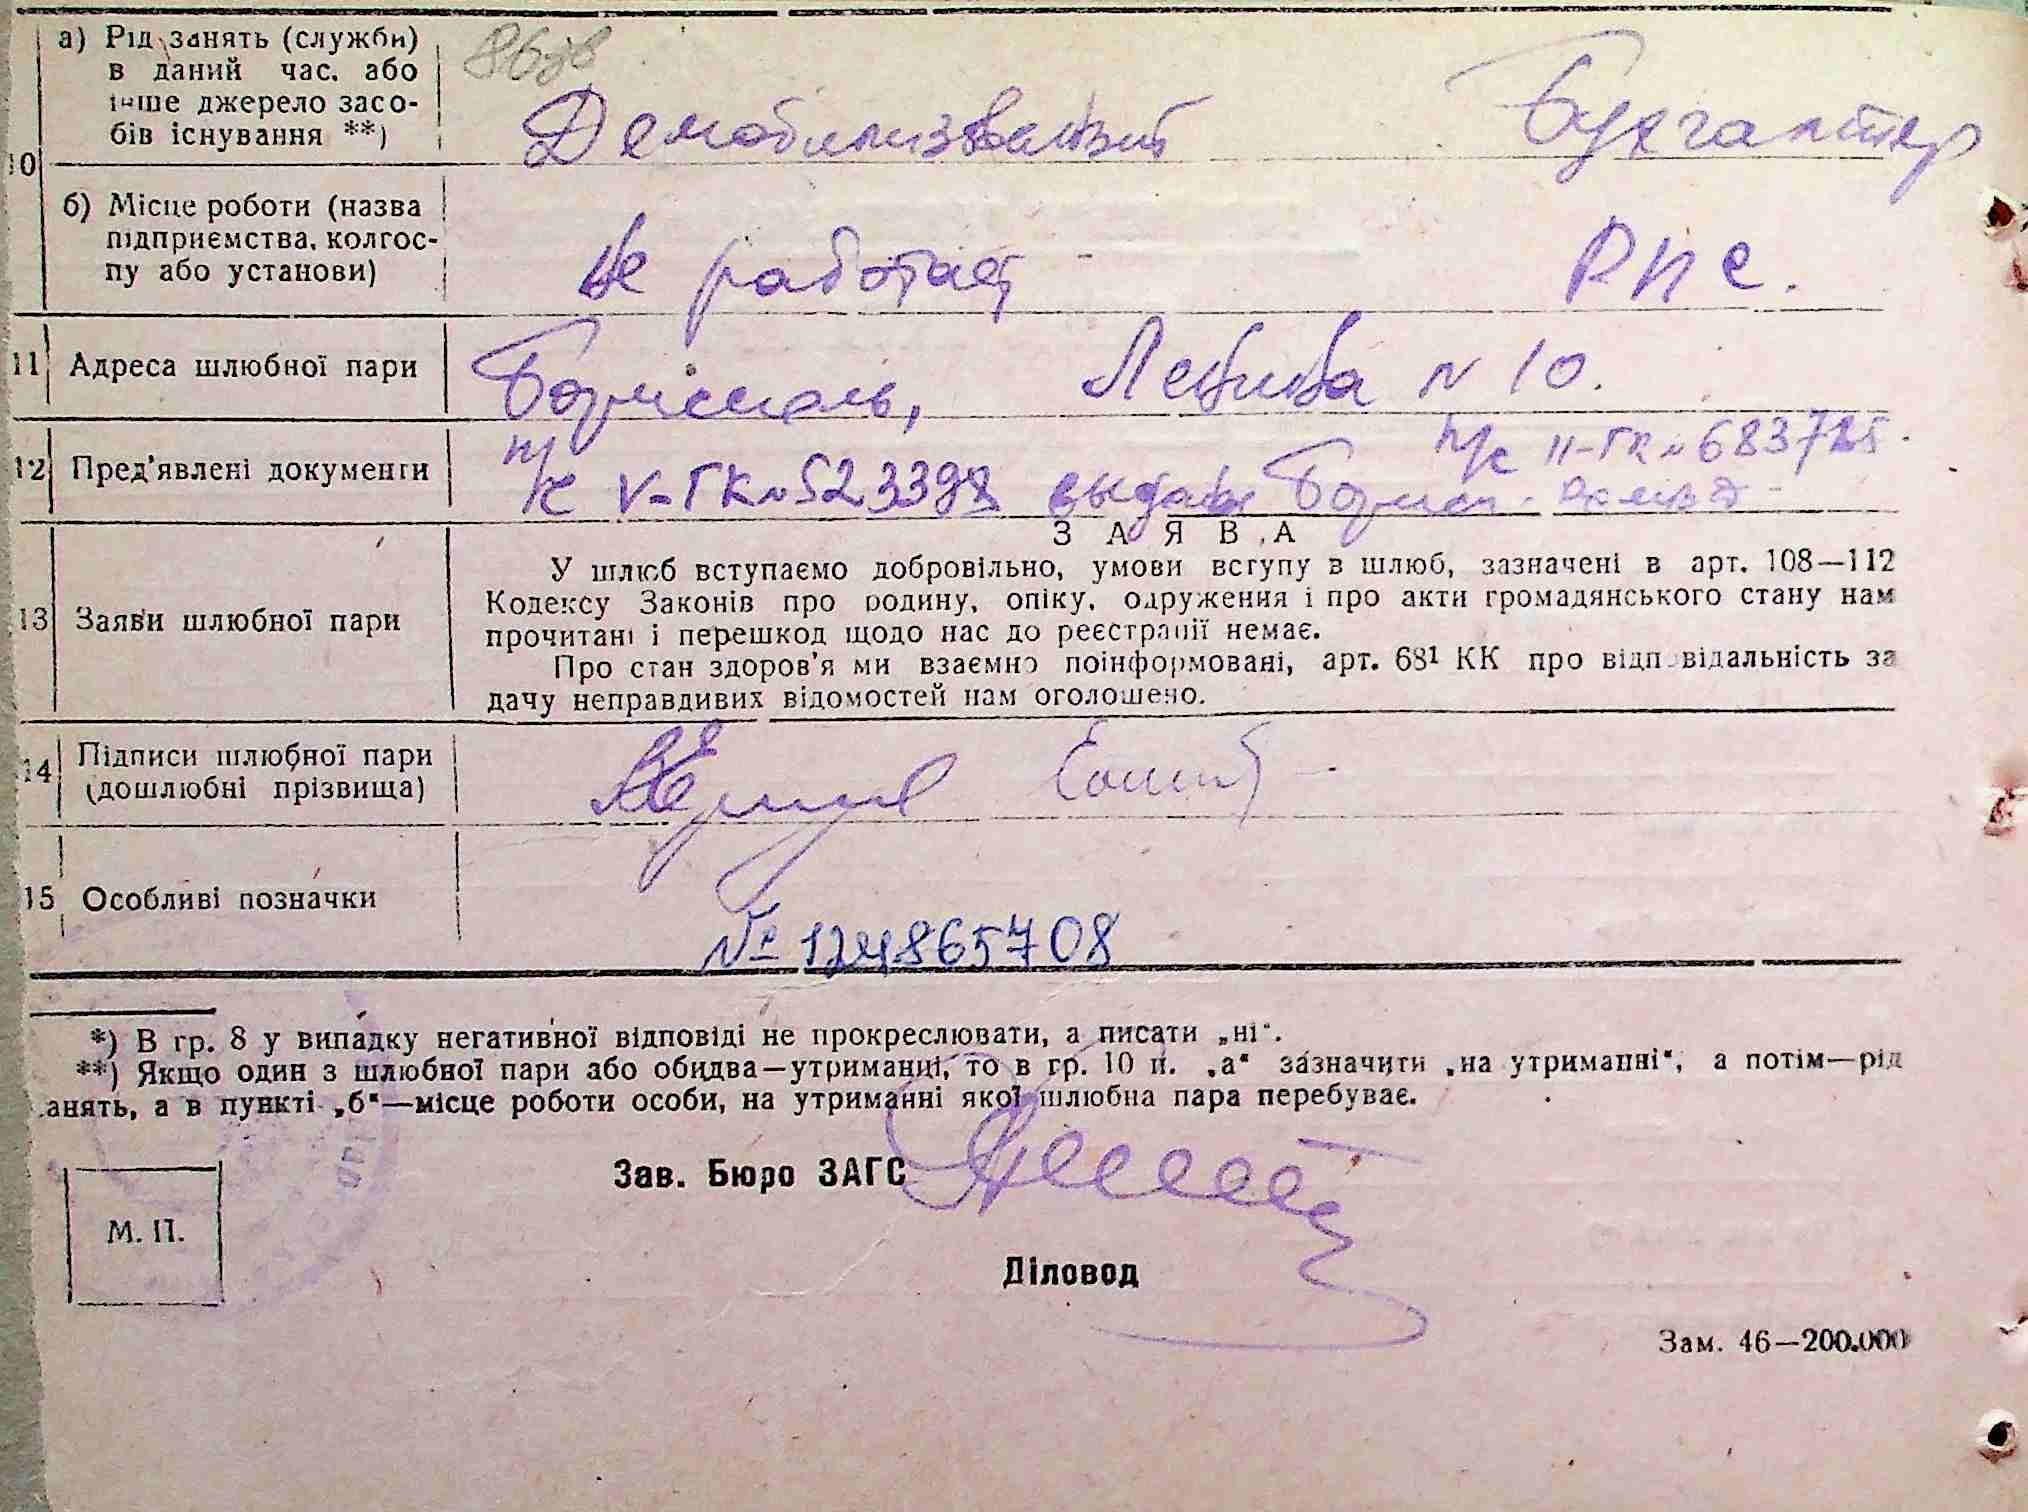 10 а) Рід занять (служби) в даний час. або інше джерело засобів існування **)
Демобилизованный Бухгалтер
б) Місце роботи (назва підприємства, колгоспу або установи)
Не работает РПС.
11 Адреса шлюбної пари
Бориспіль, Леніна N 10.
12 Пред'явлені документи
п/с II-ГК N 683725
п/с V-ГК N 523398 выдан Борисп.
13 Заяви шлюбної пари
ЗАЯВА
У шлюб вступаємо добровільно, умови вступу в шлюб, зазначені в арт. 108—112
Кодексу Законів про родину, опіку, одруження і про акти громадянського стану нам
прочитані і перешкод щодо нас до реєстрації немає.
Про стан здоров'я ми взаємно поінформовані, арт. 68¹ КК про відповідальність за
дачу неправдивих відомостей нам оголошено.
14 Підписи шлюбної пари
(дошлюбні прізвища)
15 Особливі позначки
№ 124865708
*) В гр. 8 у випадку негативної відповіді не прокреслювати, а писати „ні“.
**) Якщо один з шлюбної пари або обидва—утриманці, то в гр. 10 п. „а“ зазначити „на утриманні“, а потім—рід
анять, а в пункті „б“—місце роботи особи, на утриманні якої шлюбна пара перебуває.
Зав. Бюро ЗАГС
М. П.
Діловод
Зам. 46—200.000